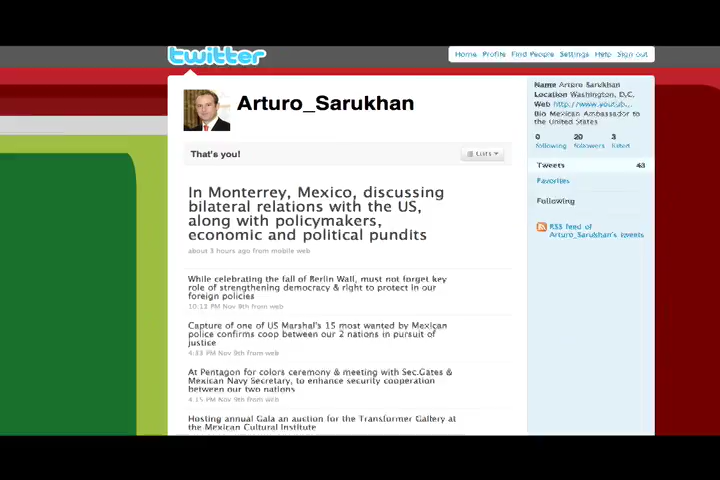 twitter
Home Profile Find People Settings Help Sign out
Arturo_Sarukhan
That's you!
Lists
In Monterrey, Mexico, discussing
bilateral relations with the US,
along with policymakers,
economic and political pundits
about 3 hours ago from mobile web
While celebrating the fall of Berlin Wall, must not forget key
role of strengthening democracy & right to protect in our
foreign policies
10:13 PM Nov 9th from web
Capture of one of US Marshal's 15 most wanted by Mexican
police confirms coop between our 2 nations in pursuit of
justice
4:33 PM Nov 9th from web
At Pentagon for colors ceremony & meeting with Sec.Gates &
Mexican Navy Secretary, to enhance security cooperation
between our two nations
4:15 PM Nov 9th from web
Hosting annual Gala an auction for the Transformer Gallery at
the Mexican Cultural Institute
Name Arturo Sarukhan
Location Washington, D.C.
Web http://www.youtub...
Bio Mexican Ambassador to
the United States
0 20 3
following followers listed
Tweets 43
Favorites
Following
RSS feed of
Arturo_Sarukhan's tweets